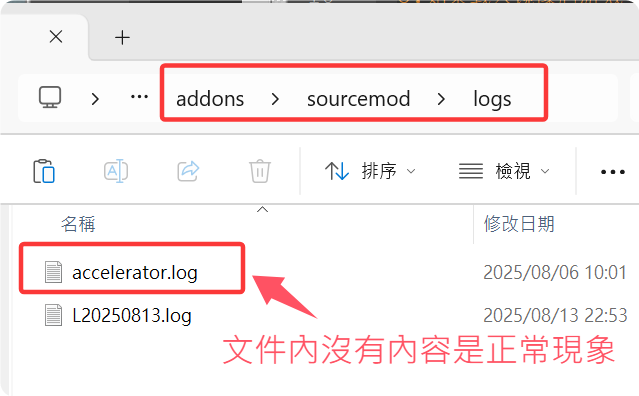 addons > sourcemod > logs
排序
檢視
名稱
修改日期
accelerator.log
2025/08/06 10:01
L20250813.log
2025/08/13 22:53
文件內沒有內容是正常現象